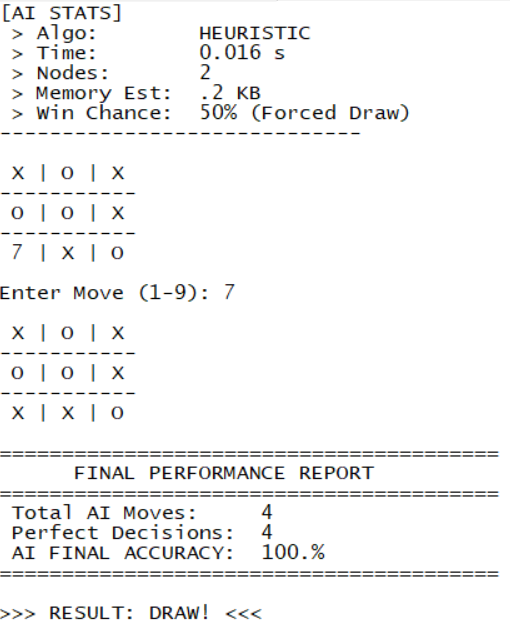 [AI STATS]
> Algo: HEURISTIC
> Time: 0.016 s
> Nodes: 2
> Memory Est: .2 KB
> Win Chance: 50% (Forced Draw)
-----------------------------
X | O | X
-----------
O | O | X
-----------
7 | X | O
Enter Move (1-9): 7
X | O | X
-----------
O | O | X
-----------
X | X | O
========================================
FINAL PERFORMANCE REPORT
========================================
Total AI Moves: 4
Perfect Decisions: 4
AI FINAL ACCURACY: 100.%
========================================
>>> RESULT: DRAW! <<<